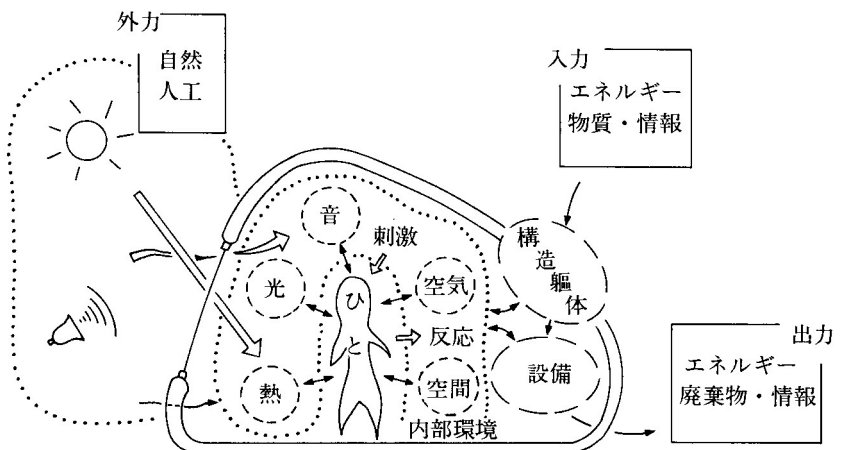 外力
自然
人工
入力
エネルギー
物質・情報
音
刺激
構造躯体
光
空気
ひと
反応
熱
空間
設備
内部環境
出力
エネルギー
廃棄物・情報